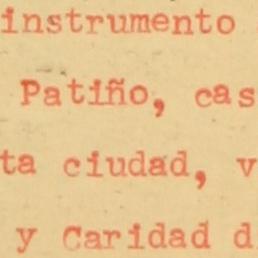 instrumento
Patiño, cas
ta ciudad, v
y Caridad d